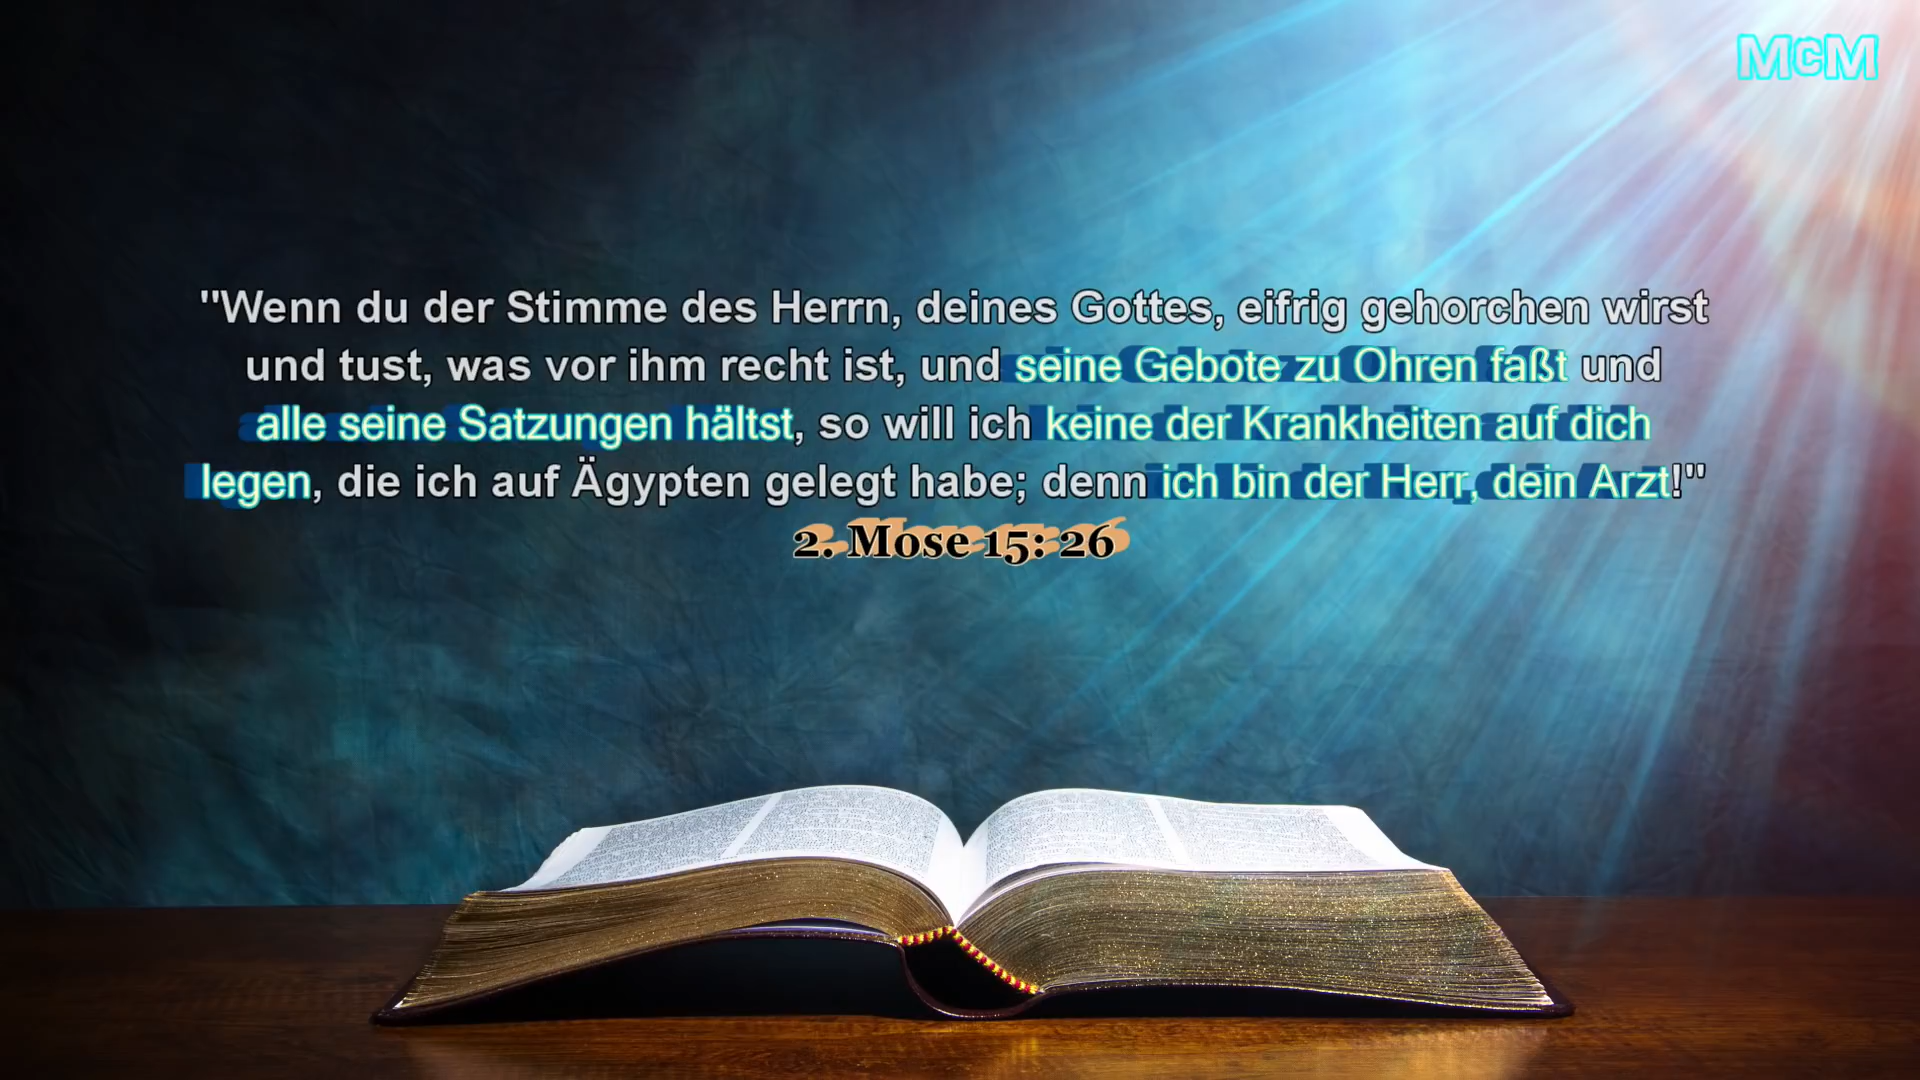 McM
"Wenn du der Stimme des Herrn, deines Gottes, eifrig gehorchen wirst
und tust, was vor ihm recht ist, und seine Gebote zu Ohren faßt und
alle seine Satzungen hältst, so will ich keine der Krankheiten auf dich
legen, die ich auf Ägypten gelegt habe; denn ich bin der Herr, dein Arzt!"
2. Mose 15: 26